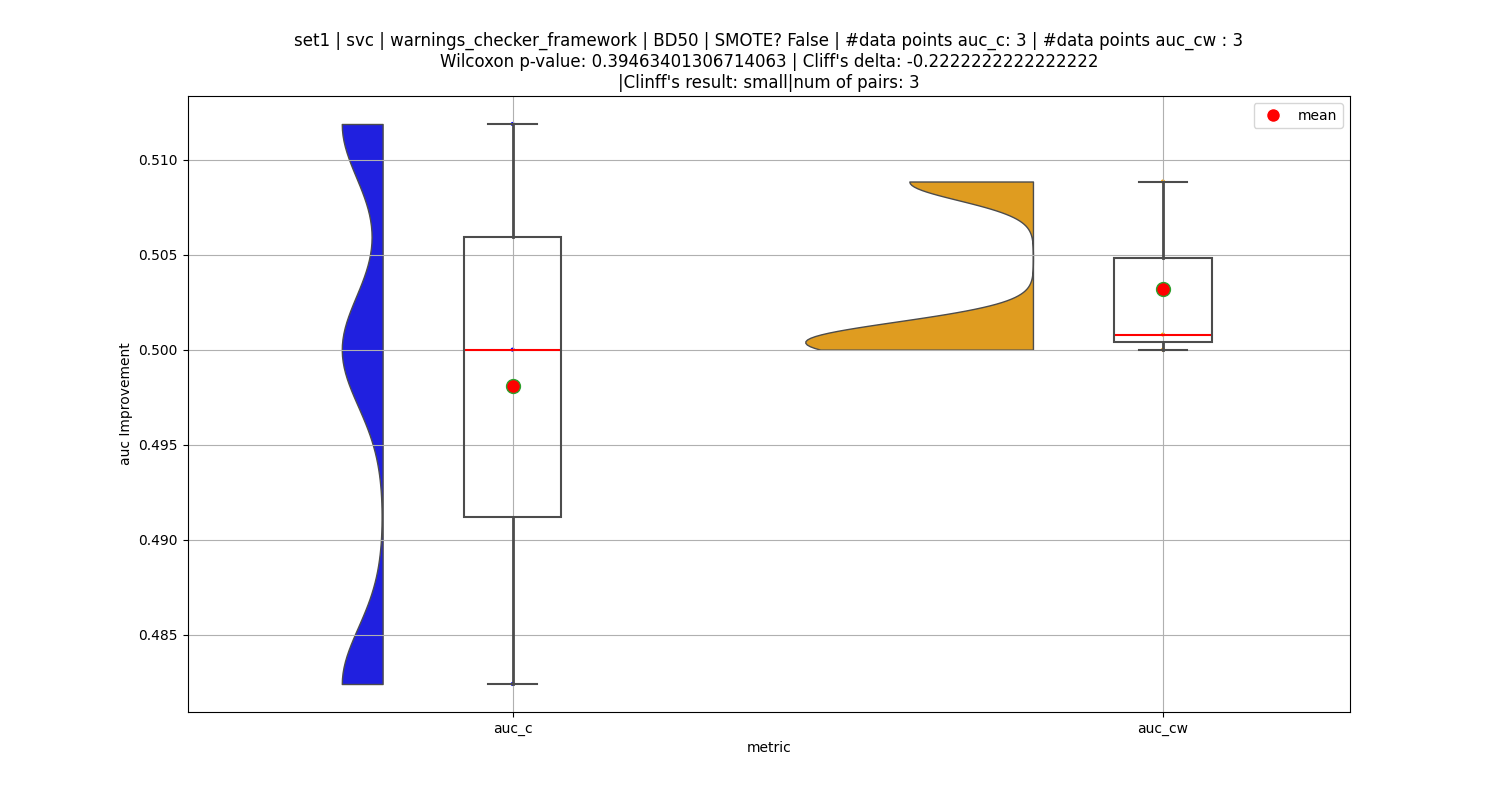 set1 | svc | warnings_checker_framework | BD50 | SMOTE? False | #data points auc_c: 3 | #data points auc_cw : 3
Wilcoxon p-value: 0.39463401306714063 | Cliff's delta: -0.2222222222222222
|Clinff's result: small|num of pairs: 3
mean
0.510
0.505
0.500
0.495
0.490
0.485
auc Improvement
auc_c
auc_cw
metric